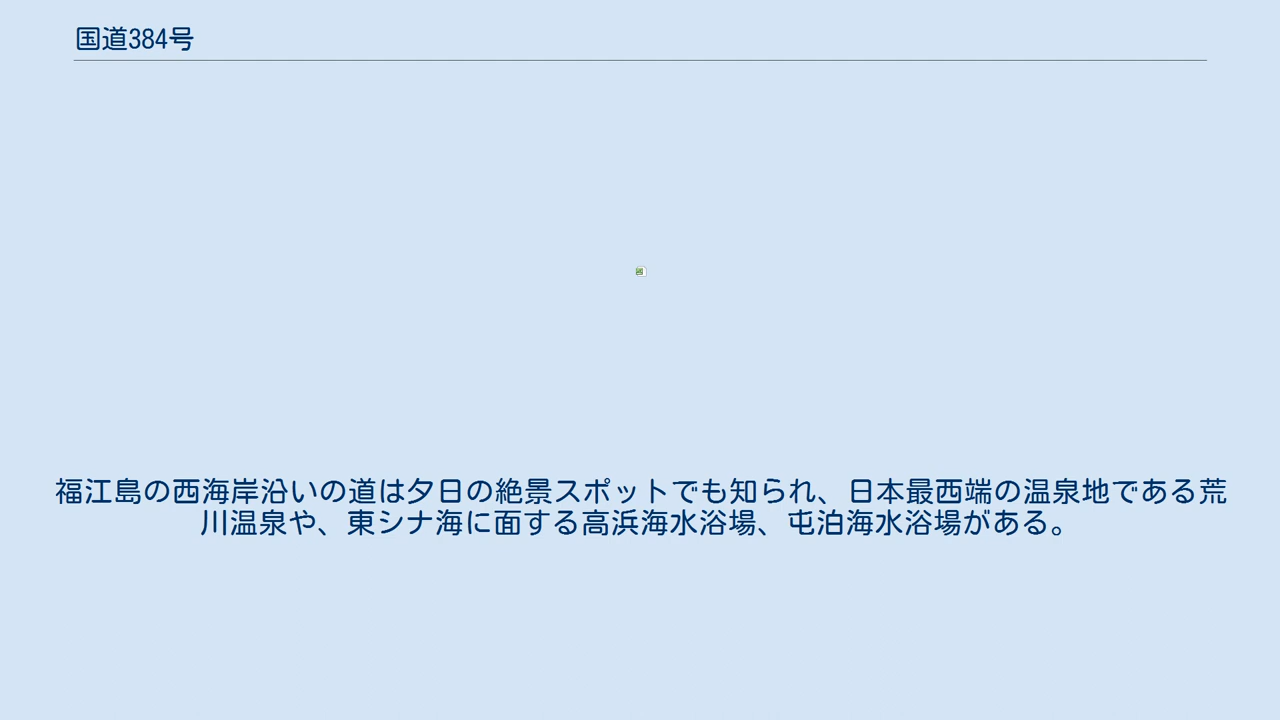 国道384号
福江島の西海岸沿いの道は夕日の絶景スポットでも知られ、日本最西端の温泉地である荒
川温泉や、東シナ海に面する高浜海水浴場、屯泊海水浴場がある。